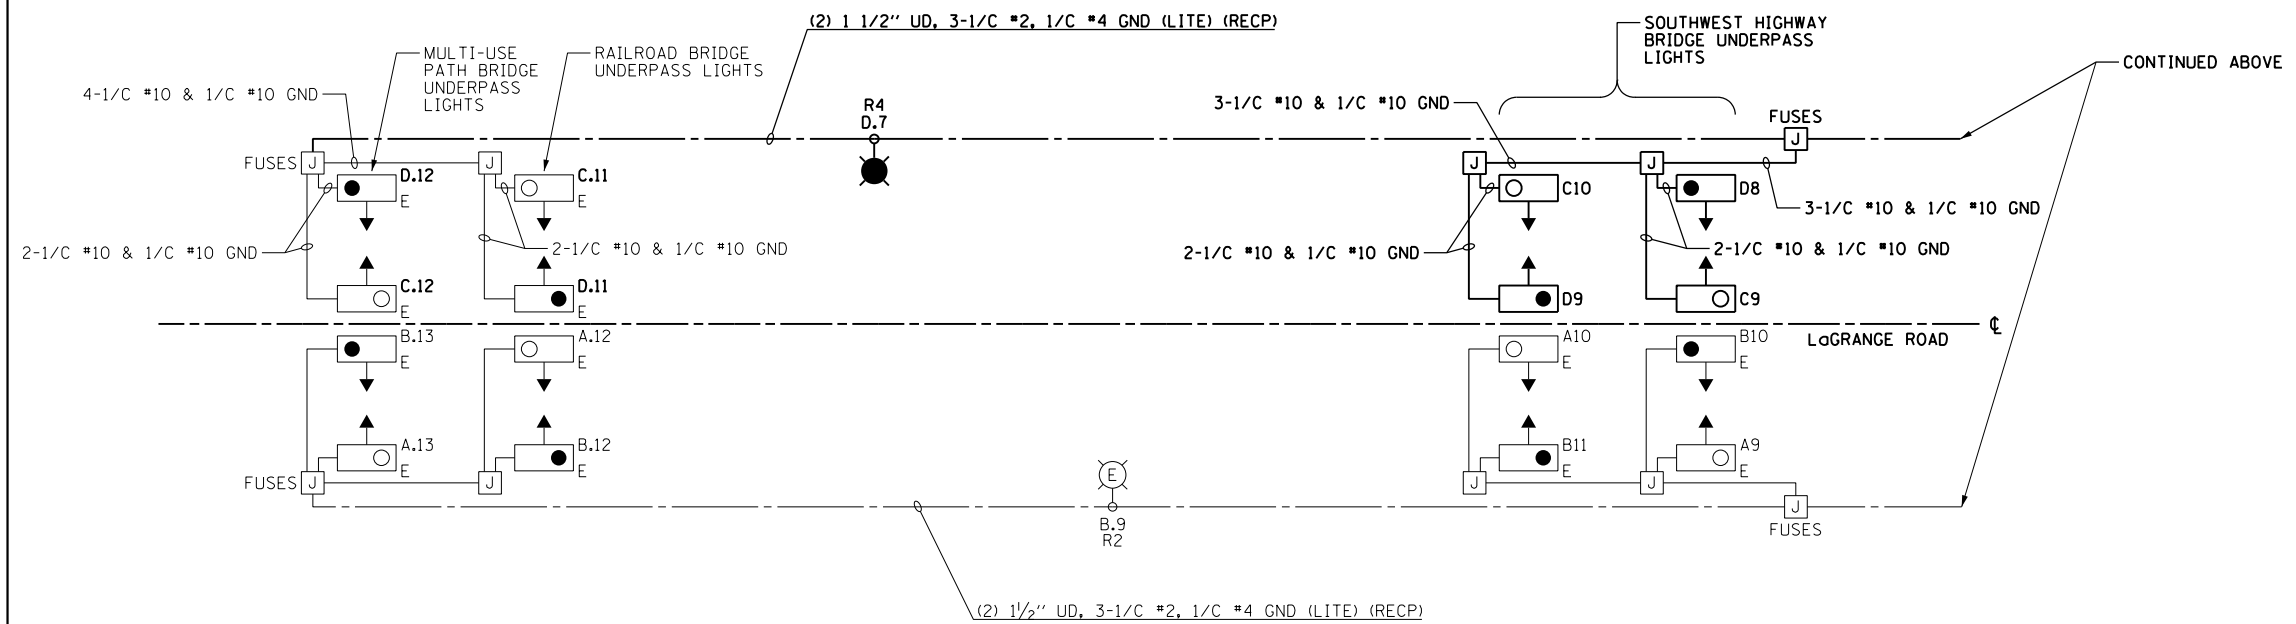 (2) 1 1/2" UD, 3-1/C #2, 1/C #4 GND (LITE) (RECP)
SOUTHWEST HIGHWAY
BRIDGE UNDERPASS
LIGHTS
MULTI-USE
PATH BRIDGE
UNDERPASS
LIGHTS
RAILROAD BRIDGE
UNDERPASS LIGHTS
CONTINUED ABOVE
4-1/C #10 & 1/C #10 GND
R4
D.7
3-1/C #10 & 1/C #10 GND
FUSES
J
FUSES
J
J
J
J
D.12
E
C.11
E
C10
D8
3-1/C #10 & 1/C #10 GND
2-1/C #10 & 1/C #10 GND
2-1/C #10 & 1/C #10 GND
2-1/C #10 & 1/C #10 GND
2-1/C #10 & 1/C #10 GND
C.12
E
D.11
E
D9
C9
℄
LaGRANGE ROAD
B.13
E
A.12
E
A10
E
B10
E
A.13
E
B.12
E
B11
E
A9
E
FUSES
J
J
E
J
J
J
B.9
R2
FUSES
(2) 1½" UD, 3-1/C #2, 1/C #4 GND (LITE) (RECP)